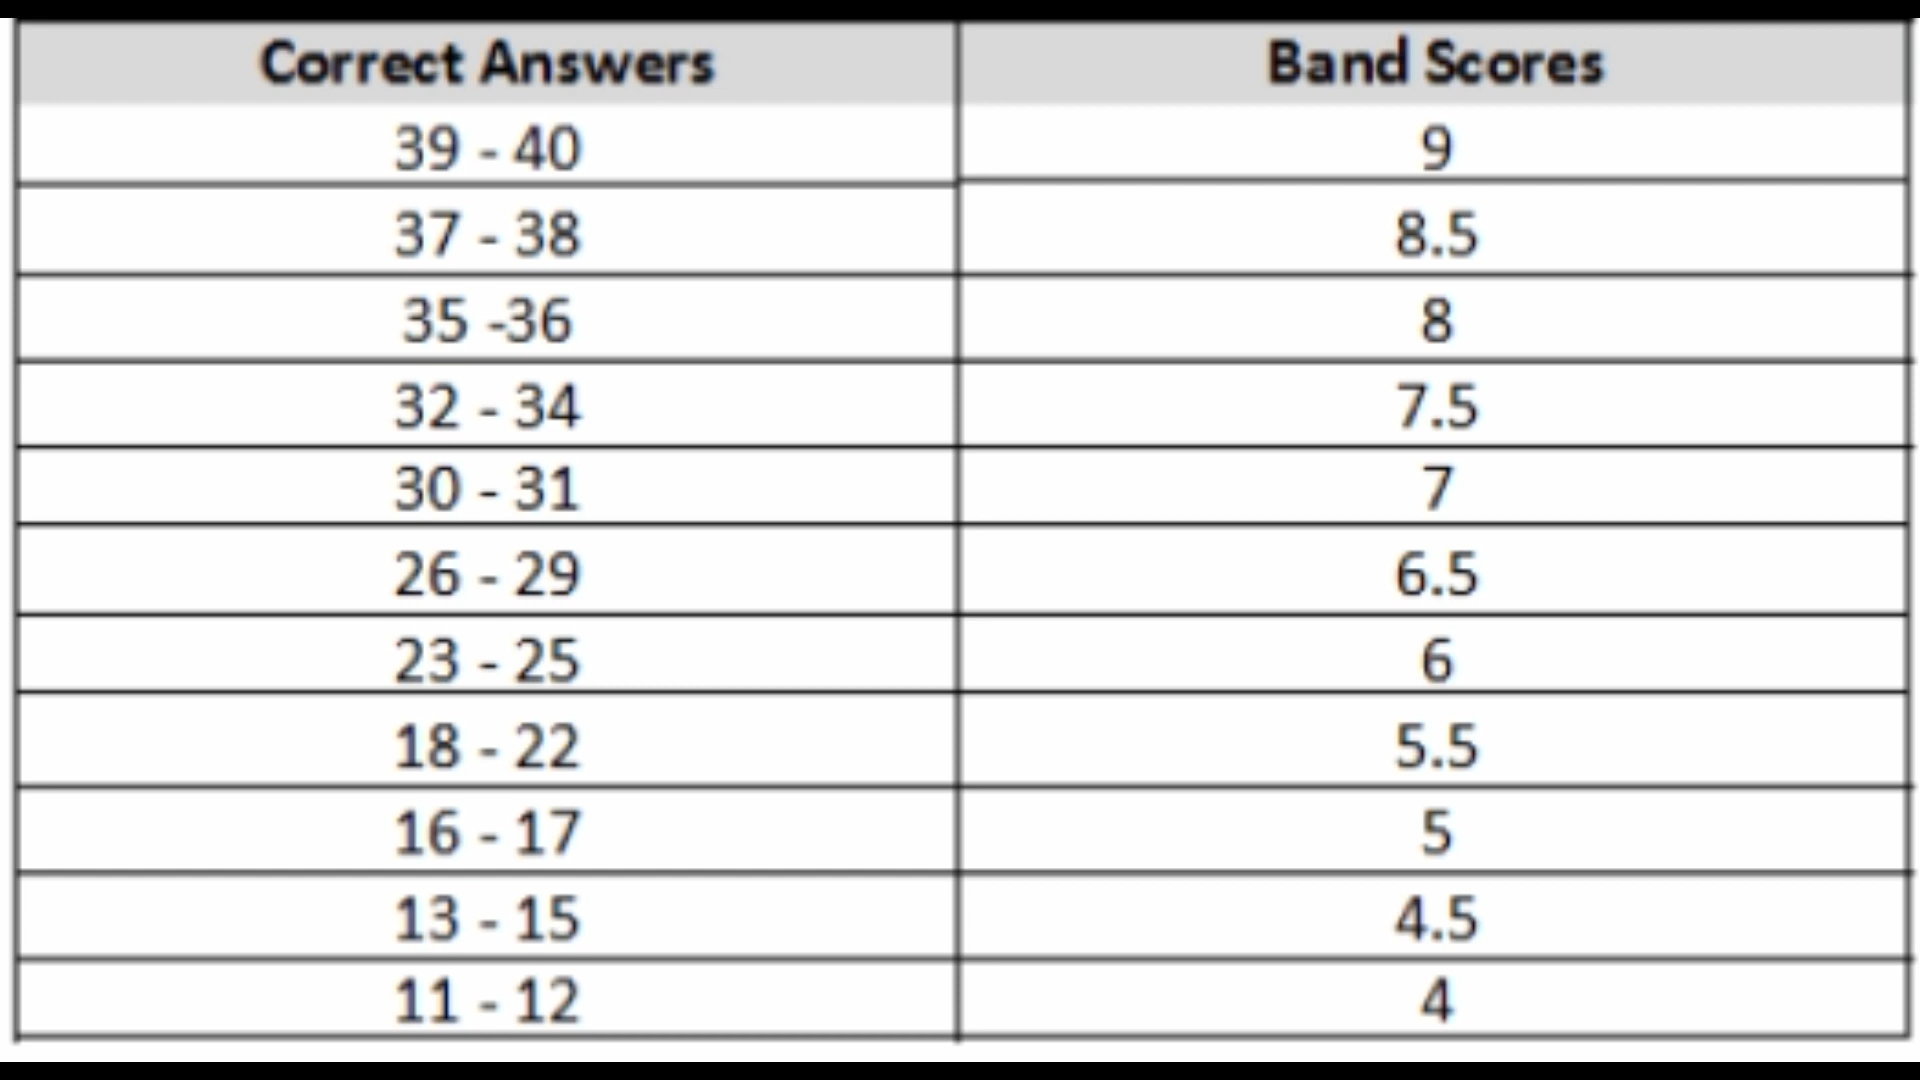 Correct Answers Band Scores
39 - 40 9
37 - 38 8.5
35 -36 8
32 - 34 7.5
30 - 31 7
26 - 29 6.5
23 - 25 6
18 - 22 5.5
16 - 17 5
13 - 15 4.5
11 - 12 4